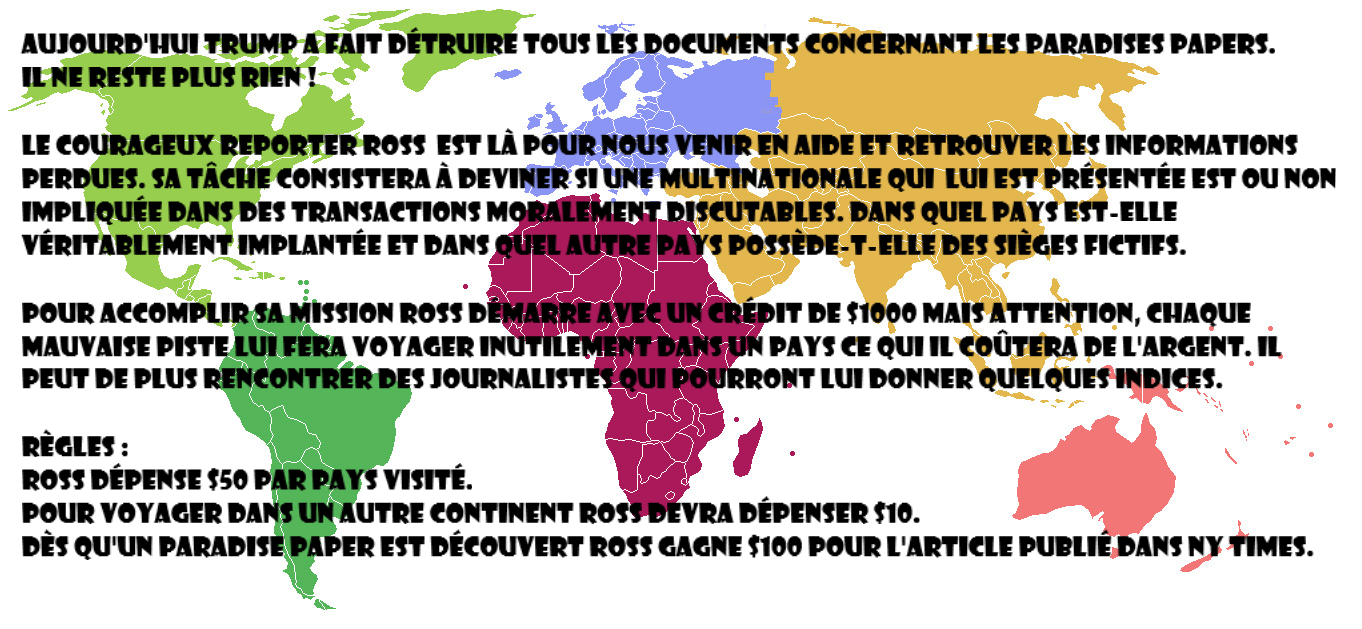 AUJOURD'HUI TRUMP A FAIT DÉTRUIRE TOUS LES DOCUMENTS CONCERNANT LES PARADISES PAPERS.
IL NE RESTE PLUS RIEN !
LE COURAGEUX REPORTER ROSS EST LÀ POUR NOUS VENIR EN AIDE ET RETROUVER LES INFORMATIONS
PERDUES. SA TÂCHE CONSISTERA À DEVINER SI UNE MULTINATIONALE QUI LUI EST PRÉSENTÉE EST OU NON
IMPLIQUÉE DANS DES TRANSACTIONS MORALEMENT DISCUTABLES. DANS QUEL PAYS EST-ELLE
VÉRITABLEMENT IMPLANTÉE ET DANS QUEL AUTRE PAYS POSSÈDE-T-ELLE DES SIÈGES FICTIFS.
POUR ACCOMPLIR SA MISSION ROSS DÉMARRE AVEC UN CRÉDIT DE $1000 MAIS ATTENTION, CHAQUE
MAUVAISE PISTE LUI FERA VOYAGER INUTILEMENT DANS UN PAYS CE QUI IL COÛTERA DE L'ARGENT. IL
PEUT DE PLUS RENCONTRER DES JOURNALISTES QUI POURRONT LUI DONNER QUELQUES INDICES.
RÈGLES :
ROSS DÉPENSE $50 PAR PAYS VISITÉ.
POUR VOYAGER DANS UN AUTRE CONTINENT ROSS DEVRA DÉPENSER $10.
DÈS QU'UN PARADISE PAPER EST DÉCOUVERT ROSS GAGNE $100 POUR L'ARTICLE PUBLIÉ DANS NY TIMES.